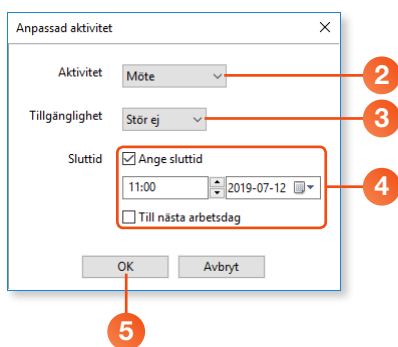 Anpassad aktivitet
Aktivitet Möte 2
Tillgänglighet Stör ej 3
Sluttid Ange sluttid
11:00 2019-07-12 4
Till nästa arbetsdag
OK Avbryt
5